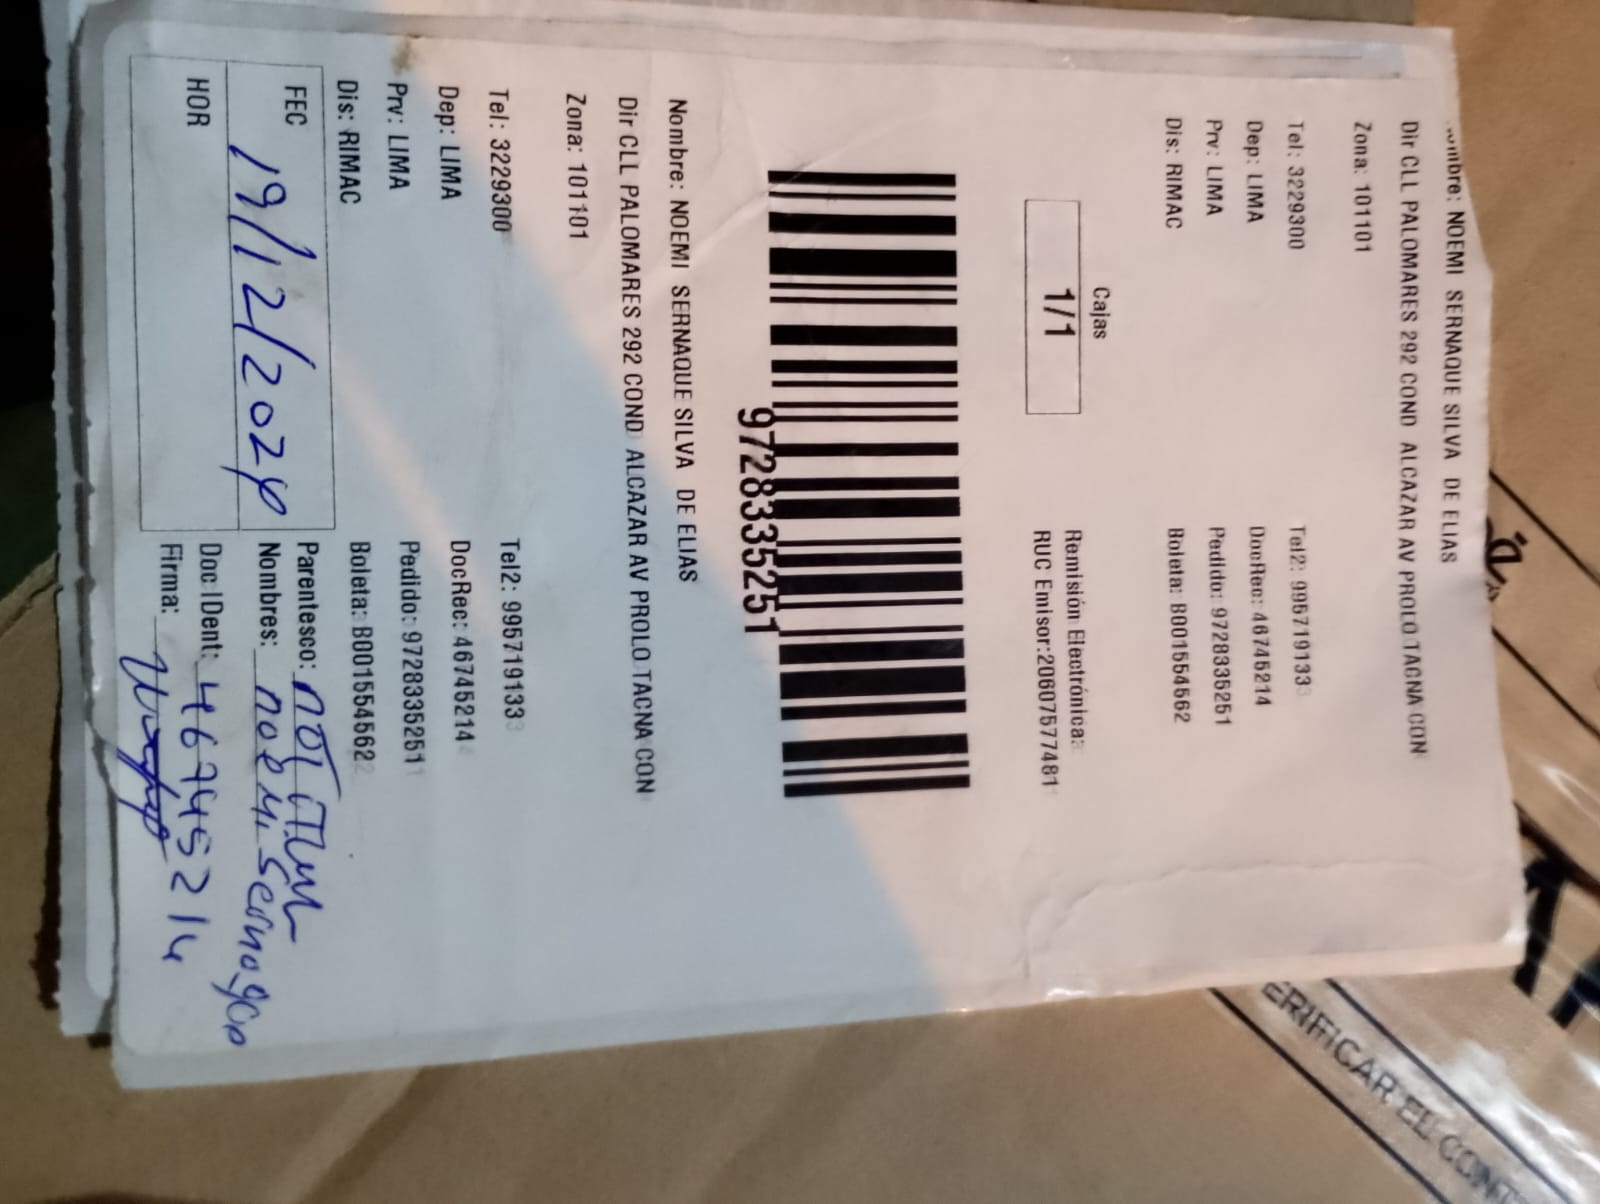 Nombre: NOEMI SERNAQUE SILVA DE ELIAS
Dir CLL PALOMARES 292 COND ALCAZAR AV PROLO TACNA CON
Zona: 101101
Tel: 3229300 Tel2: 995719133
Dep: LIMA DocRec: 46745214
Prv: LIMA Pedido: 9728335251
Dis: RIMAC Boleta: B001554562
Cajas
1/1
Remisión Electrónica:
RUC Emisor:20607577481
9728335251
Nombre: NOEMI SERNAQUE SILVA DE ELIAS
Dir CLL PALOMARES 292 COND ALCAZAR AV PROLO TACNA CON
Zona: 101101
Tel: 3229300 Tel2: 995719133
Dep: LIMA DocRec: 46745214
Prv: LIMA Pedido: 9728335251
Dis: RIMAC Boleta: B001554562
FEC 19/12/2024 Parentesco:
Nombres: Noemi
HOR Doc IDent: 46745214
Firma:
ERIFICAR EL CONT